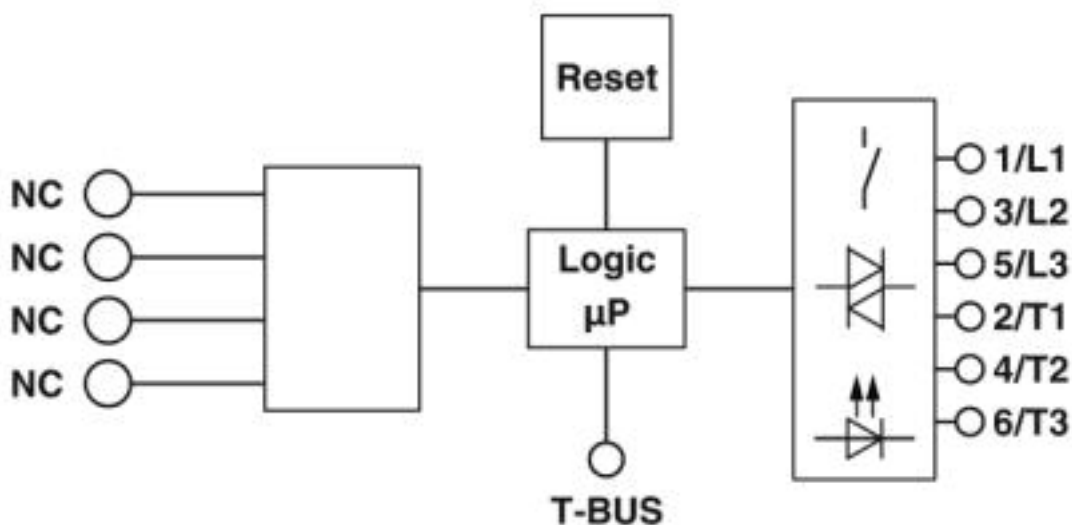 Reset
NC
NC
NC
NC
Logic
µP
1/L1
3/L2
5/L3
2/T1
4/T2
6/T3
T-BUS